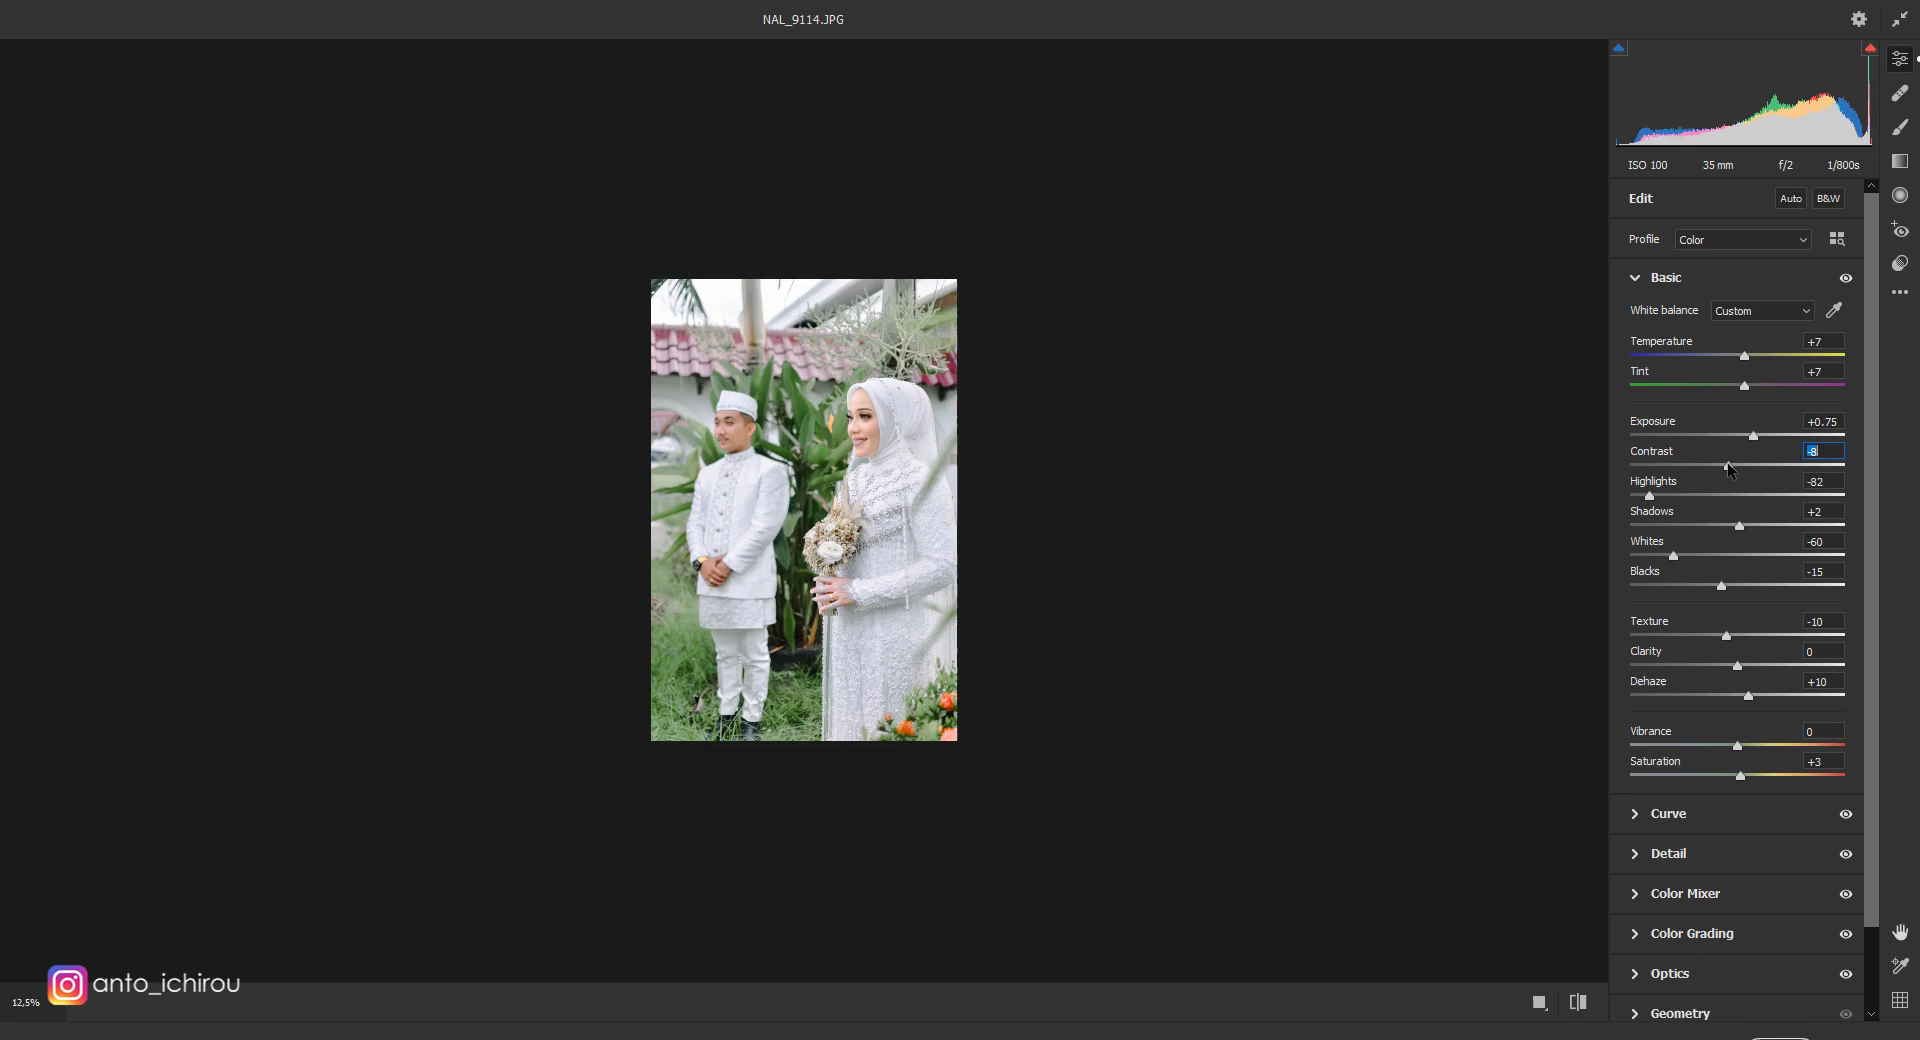 NAL_9114.JPG
ISO 100 35 mm f/2 1/800s
Edit Auto B&W
Profile Color
Basic
White balance Custom
Temperature +7
Tint +7
Exposure +0.75
Contrast -8
Highlights -82
Shadows +2
Whites -60
Blacks -15
Texture -10
Clarity 0
Dehaze +10
Vibrance 0
Saturation +3
Curve
Detail
Color Mixer
Color Grading
Optics
Geometry
anto_ichirou
12,5%